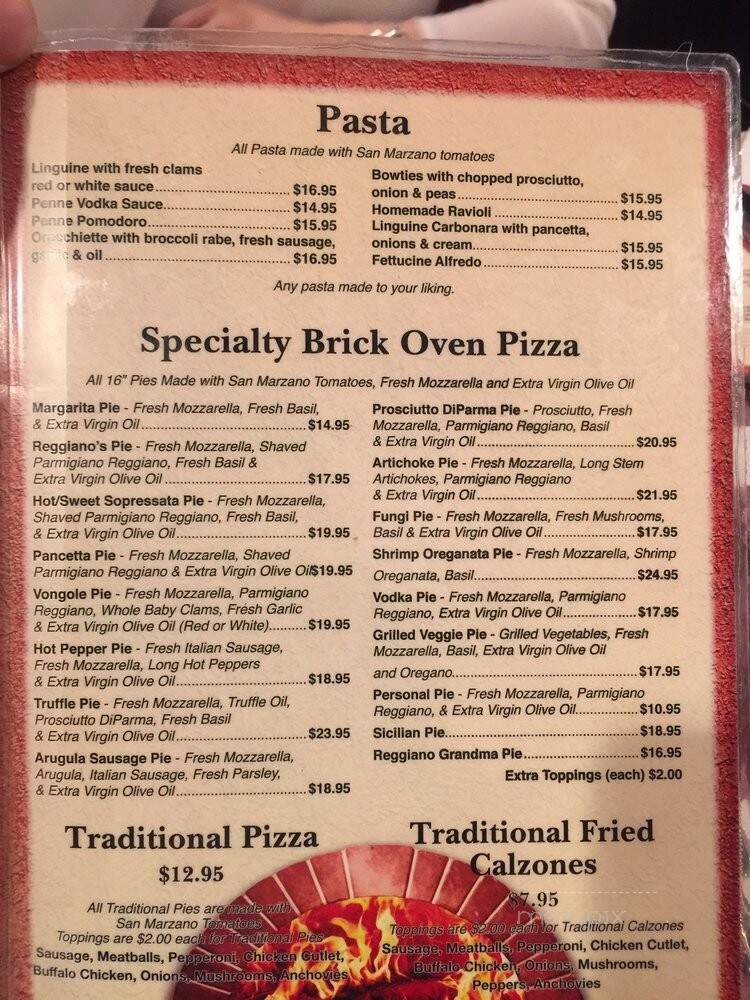 Pasta
All Pasta made with San Marzano tomatoes
Linguine with fresh clams
red or white sauce.............................. $16.95
Penne Vodka Sauce............................ $14.95
Penne Pomodoro................................ $15.95
Orecchiette with broccoli rabe, fresh sausage,
garlic & oil .......................................... $16.95
Bowties with chopped prosciutto,
onion & peas..................................... $15.95
Homemade Ravioli ............................. $14.95
Linguine Carbonara with pancetta,
onions & cream.................................. $15.95
Fettucine Alfredo ................................ $15.95
Any pasta made to your liking.
Specialty Brick Oven Pizza
All 16" Pies Made with San Marzano Tomatoes, Fresh Mozzarella and Extra Virgin Olive Oil
Margarita Pie - Fresh Mozzarella, Fresh Basil,
& Extra Virgin Oil ...................................... $14.95
Reggiano's Pie - Fresh Mozzarella, Shaved
Parmigiano Reggiano, Fresh Basil &
Extra Virgin Olive Oil ................................. $17.95
Hot/Sweet Sopressata Pie - Fresh Mozzarella,
Shaved Parmigiano Reggiano, Fresh Basil,
& Extra Virgin Olive Oil............................... $19.95
Pancetta Pie - Fresh Mozzarella, Shaved
Parmigiano Reggiano & Extra Virgin Olive Oil$19.95
Vongole Pie - Fresh Mozzarella, Parmigiano
Reggiano, Whole Baby Clams, Fresh Garlic
& Extra Virgin Olive Oil (Red or White).......... $19.95
Hot Pepper Pie - Fresh Italian Sausage,
Fresh Mozzarella, Long Hot Peppers
& Extra Virgin Olive Oil............................... $18.95
Truffle Pie - Fresh Mozzarella, Truffle Oil,
Prosciutto DiParma, Fresh Basil
& Extra Virgin Olive Oil............................... $23.95
Arugula Sausage Pie - Fresh Mozzarella,
Arugula, Italian Sausage, Fresh Parsley,
& Extra Virgin Olive Oil............................... $18.95
Prosciutto DiParma Pie - Prosciutto, Fresh
Mozzarella, Parmigiano Reggiano, Basil
& Extra Virgin Oil ..................................... $20.95
Artichoke Pie - Fresh Mozzarella, Long Stem
Artichokes, Parmigiano Reggiano
& Extra Virgin Oil ..................................... $21.95
Fungi Pie - Fresh Mozzarella, Fresh Mushrooms,
Basil & Extra Virgin Olive Oil..................... $17.95
Shrimp Oreganata Pie - Fresh Mozzarella, Shrimp
Oreganata, Basil...................................... $24.95
Vodka Pie - Fresh Mozzarella, Parmigiano
Reggiano, Extra Virgin Olive Oil................. $17.95
Grilled Veggie Pie - Grilled Vegetables, Fresh
Mozzarella, Basil, Extra Virgin Olive Oil
and Oregano........................................... $17.95
Personal Pie - Fresh Mozzarella, Parmigiano
Reggiano, & Extra Virgin Olive Oil.............. $10.95
Sicilian Pie............................................... $18.95
Reggiano Grandma Pie............................ $16.95
Extra Toppings (each) $2.00
Traditional Pizza
$12.95
All Traditional Pies are made with
San Marzano Tomatoes
Toppings are $2.00 each for Traditional Pies
Sausage, Meatballs, Pepperoni, Chicken Cutlet,
Buffalo Chicken, Onions, Mushrooms, Anchovies
Traditional Fried
Calzones
$7.95
Toppings are $2.00 each for Traditional Calzones
Sausage, Meatballs, Pepperoni, Chicken Cutlet,
Buffalo Chicken, Onions, Mushrooms,
Peppers, Anchovies